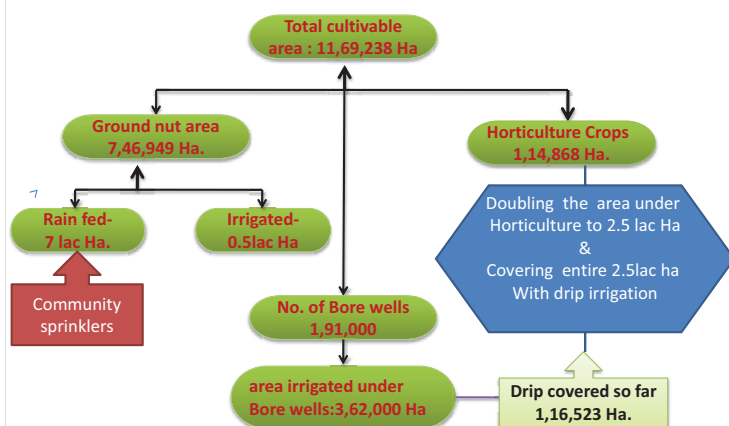 Total cultivable
area : 11,69,238 Ha
Ground nut area
7,46,949 Ha.
Horticulture Crops
1,14,868 Ha.
Rain fed-
7 lac Ha.
Irrigated-
0.5lac Ha
Doubling the area under
Horticulture to 2.5 lac Ha
&
Covering entire 2.5lac ha
With drip irrigation
Community
sprinklers
No. of Bore wells
1,91,000
area irrigated under
Bore wells:3,62,000 Ha
Drip covered so far
1,16,523 Ha.